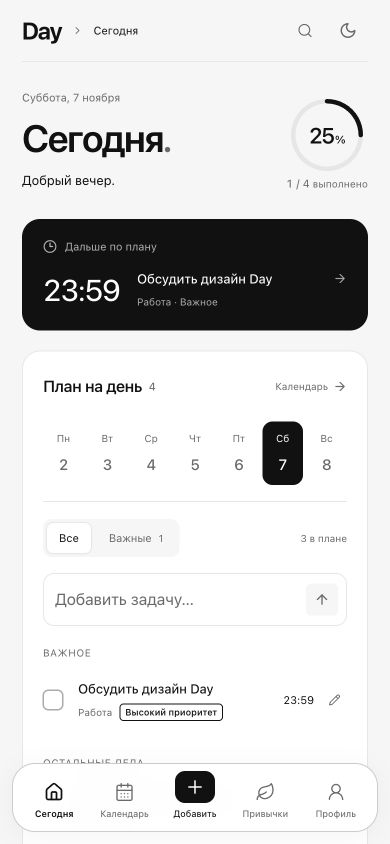 Day > Сегодня
Суббота, 7 ноября
Сегодня.
Добрый вечер.
25%
1 / 4 выполнено
Дальше по плану
23:59
Обсудить дизайн Day
Работа · Важное
План на день 4
Календарь →
Пн Вт Ср Чт Пт Сб Вс
2 3 4 5 6 7 8
Все Важные 1
3 в плане
Добавить задачу...
ВАЖНОЕ
Обсудить дизайн Day
Работа Высокий приоритет
23:59
ОСТАЛЬНЫЕ ДЕЛА
Сегодня Календарь Добавить Привычки Профиль